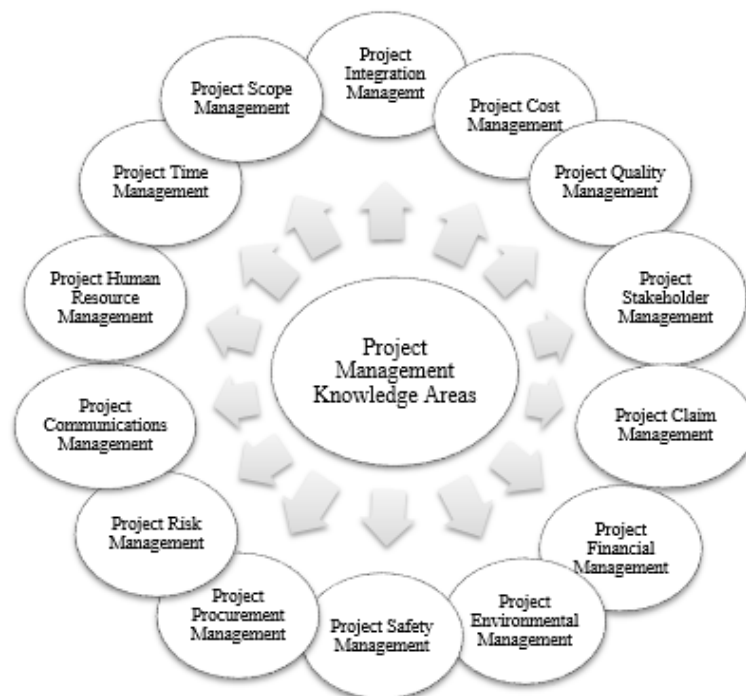 Project
Integration
Managemt
Project Cost
Management
Project Quality
Management
Project
Stakeholder
Management
Project Claim
Management
Project
Financial
Management
Project
Environmental
Management
Project Safety
Management
Project
Procurement
Management
Project Risk
Management
Project
Communications
Management
Project Human
Resource
Management
Project Time
Management
Project Scope
Management
Project
Management
Knowledge Areas